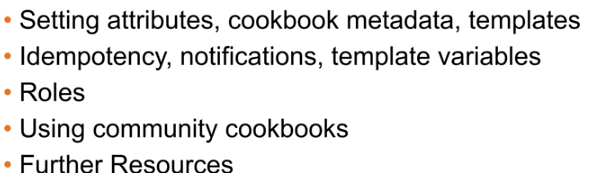 • Setting attributes, cookbook metadata, templates
• Idempotency, notifications, template variables
• Roles
• Using community cookbooks
• Further Resources